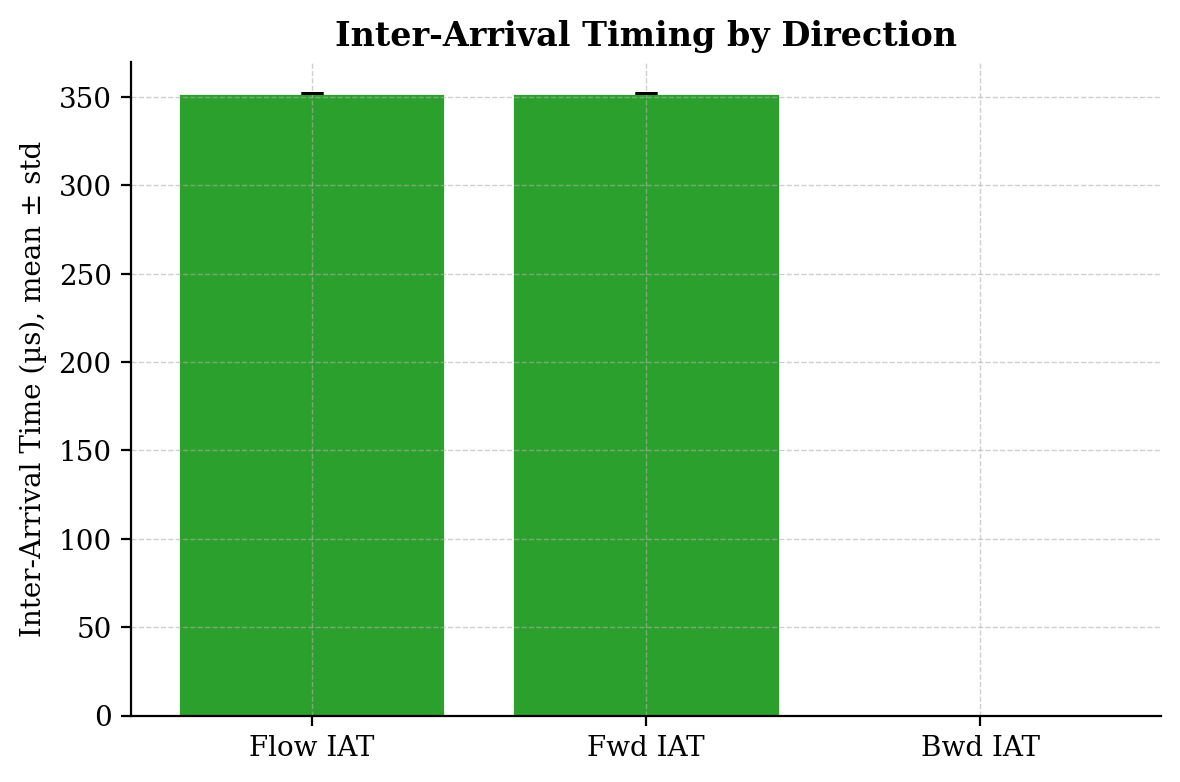 Inter-Arrival Timing by Direction
Inter-Arrival Time (µs), mean ± std
350
300
250
200
150
100
50
0
Flow IAT
Fwd IAT
Bwd IAT